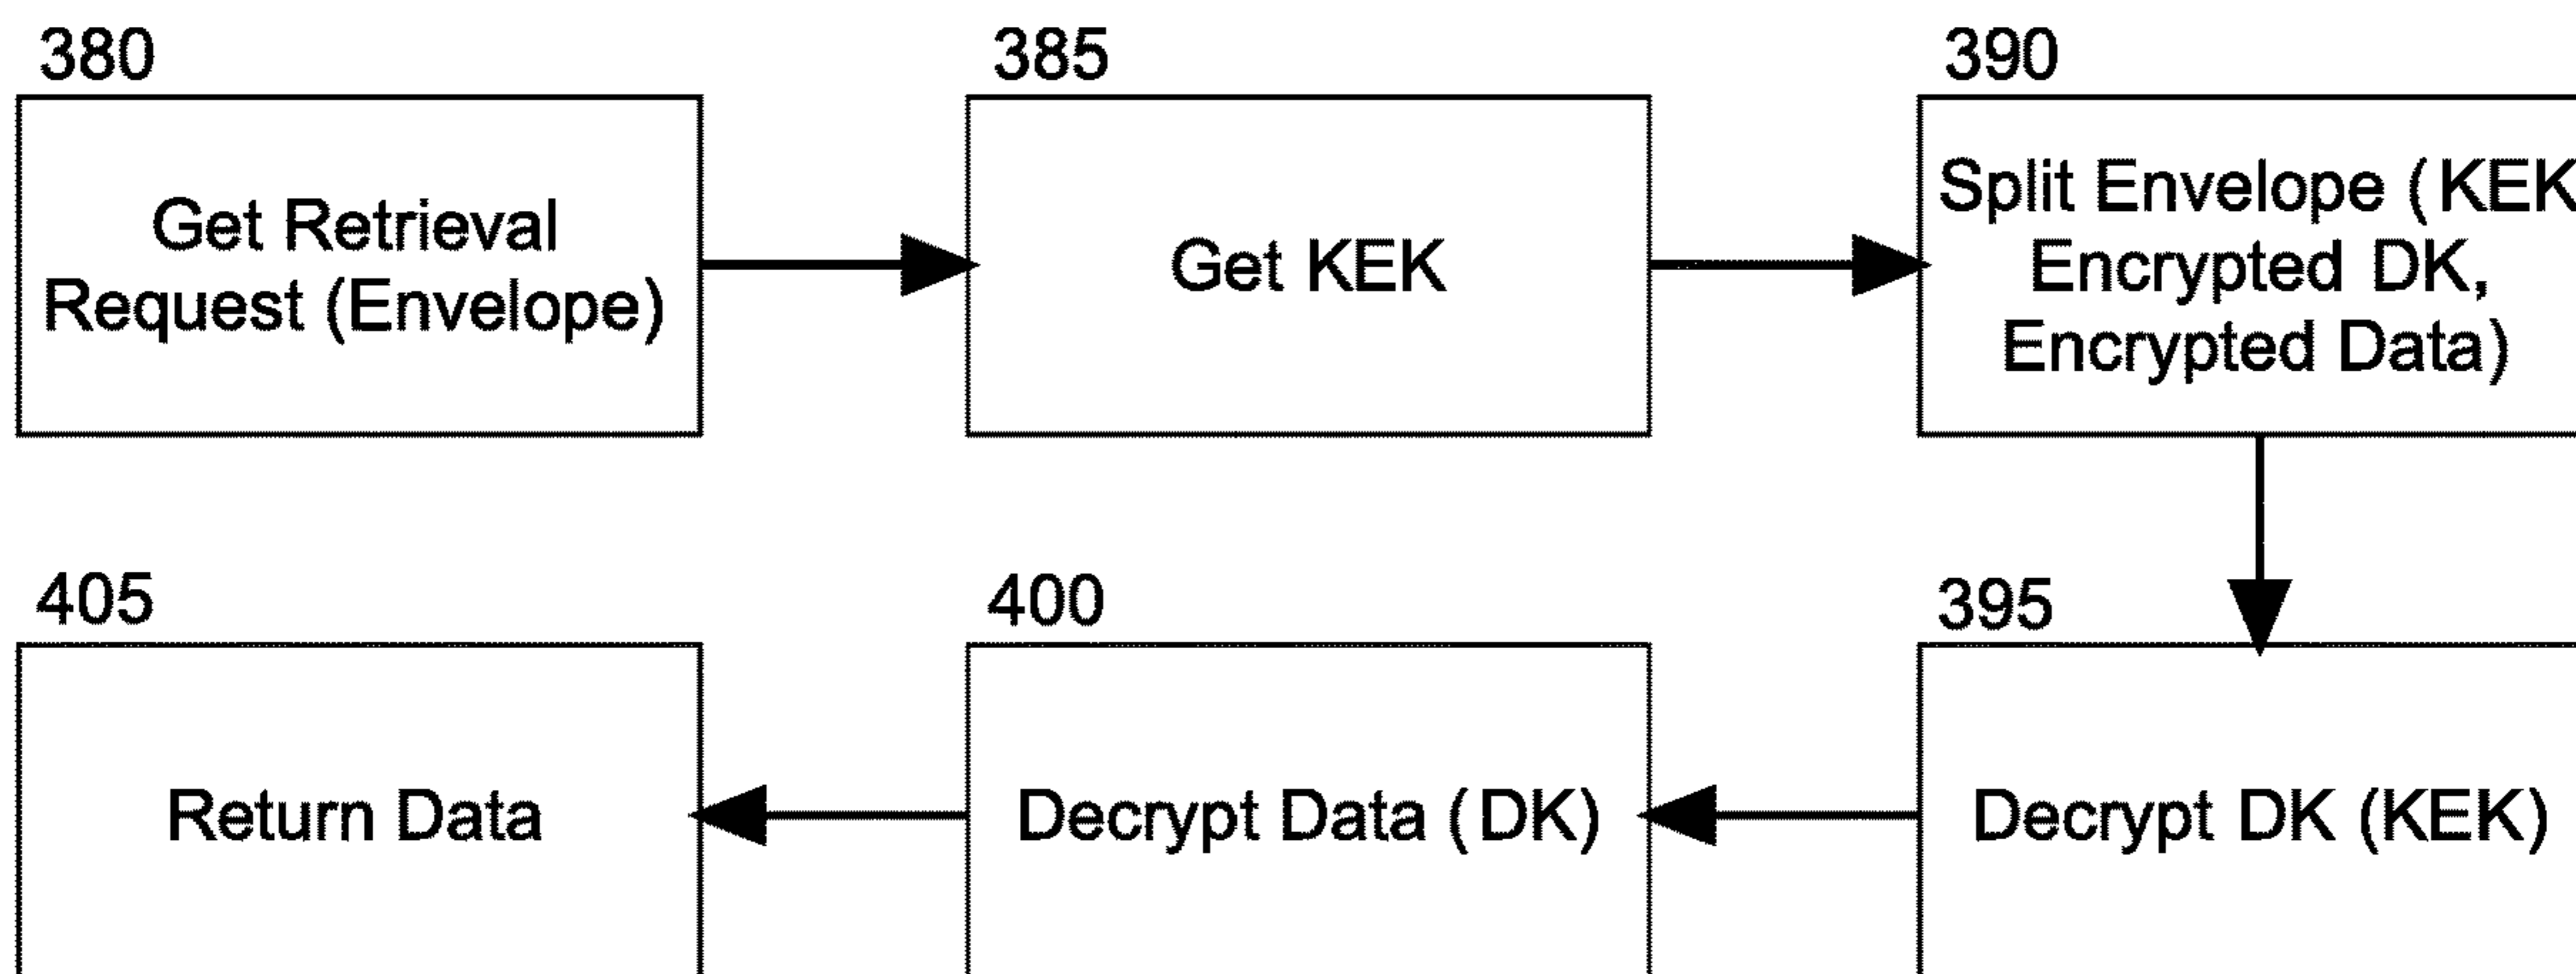 380
Get Retrieval
Request (Envelope)
385
Get KEK
390
Split Envelope (KEK
Encrypted DK,
Encrypted Data)
405
Return Data
400
Decrypt Data (DK)
395
Decrypt DK (KEK)